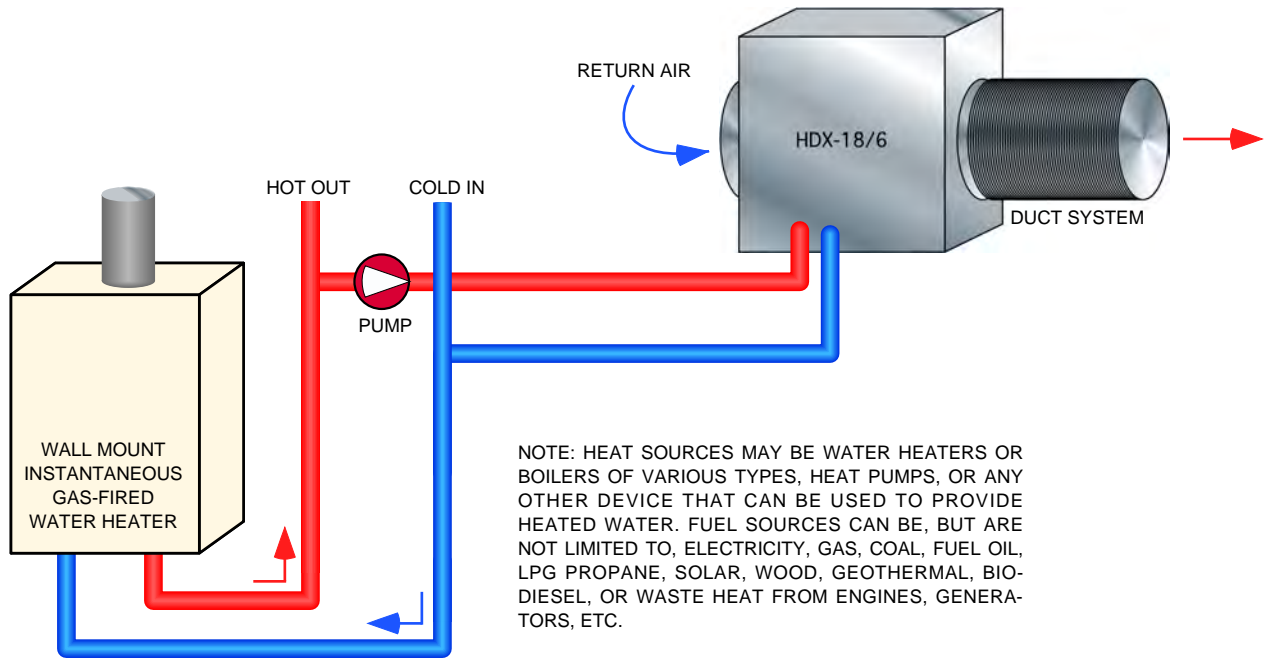 RETURN AIR
HDX-18/6
HOT OUT
COLD IN
DUCT SYSTEM
PUMP
WALL MOUNT
INSTANTANEOUS
GAS-FIRED
WATER HEATER
NOTE: HEAT SOURCES MAY BE WATER HEATERS OR
BOILERS OF VARIOUS TYPES, HEAT PUMPS, OR ANY
OTHER DEVICE THAT CAN BE USED TO PROVIDE
HEATED WATER. FUEL SOURCES CAN BE, BUT ARE
NOT LIMITED TO, ELECTRICITY, GAS, COAL, FUEL OIL,
LPG PROPANE, SOLAR, WOOD, GEOTHERMAL, BIO-
DIESEL, OR WASTE HEAT FROM ENGINES, GENERA-
TORS, ETC.